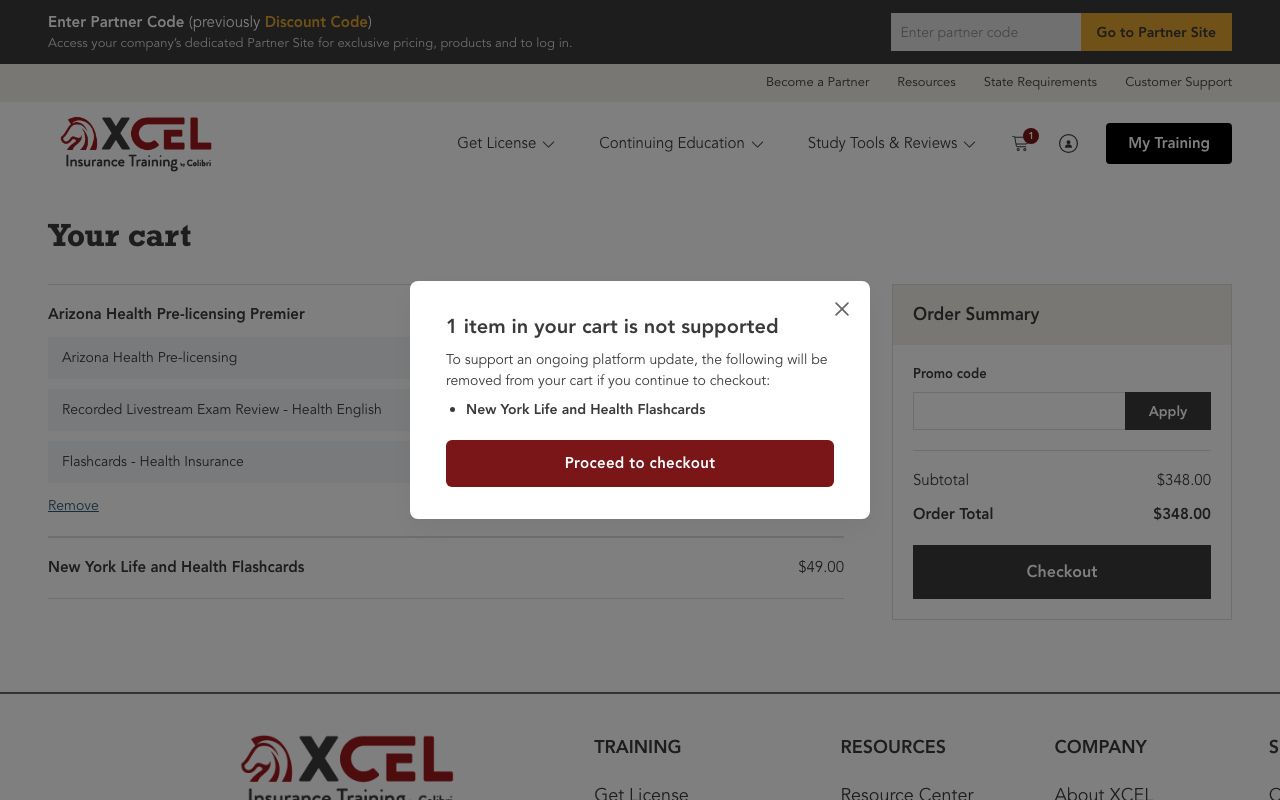 Enter Partner Code (previously Discount Code)
Access your company's dedicated Partner Site for exclusive pricing, products and to log in.
Enter partner code
Go to Partner Site
Become a Partner
Resources
State Requirements
Customer Support
XCEL
Insurance Training by Colibri
Get License
Continuing Education
Study Tools & Reviews
1
My Training
Your cart
Arizona Health Pre-licensing Premier
Arizona Health Pre-licensing
Recorded Livestream Exam Review - Health English
Flashcards - Health Insurance
Remove
New York Life and Health Flashcards
$49.00
1 item in your cart is not supported
To support an ongoing platform update, the following will be
removed from your cart if you continue to checkout:
• New York Life and Health Flashcards
Proceed to checkout
Order Summary
Promo code
Apply
Subtotal
$348.00
Order Total
$348.00
Checkout
XCEL
Insurance Training by Colibri
TRAINING
Get License
RESOURCES
Resource Center
COMPANY
About XCEL